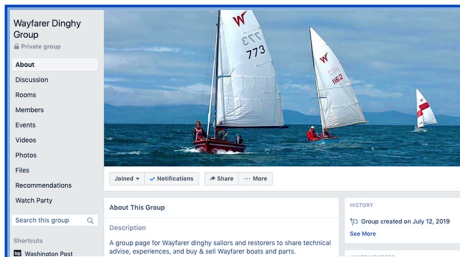 Wayfarer Dinghy
Group
Private group
About
Discussion
Rooms
Members
Events
Videos
Photos
Files
Recommendations
Watch Party
Search this group
Shortcuts
Washington Post
W
773
773
W
1162
Joined
Notifications
Share
More
About This Group
Description
A group page for Wayfarer dinghy sailors and restorers to share technical
advise, experiences, and buy & sell Wayfarer boats and parts.
HISTORY
Group created on July 12, 2019
See More